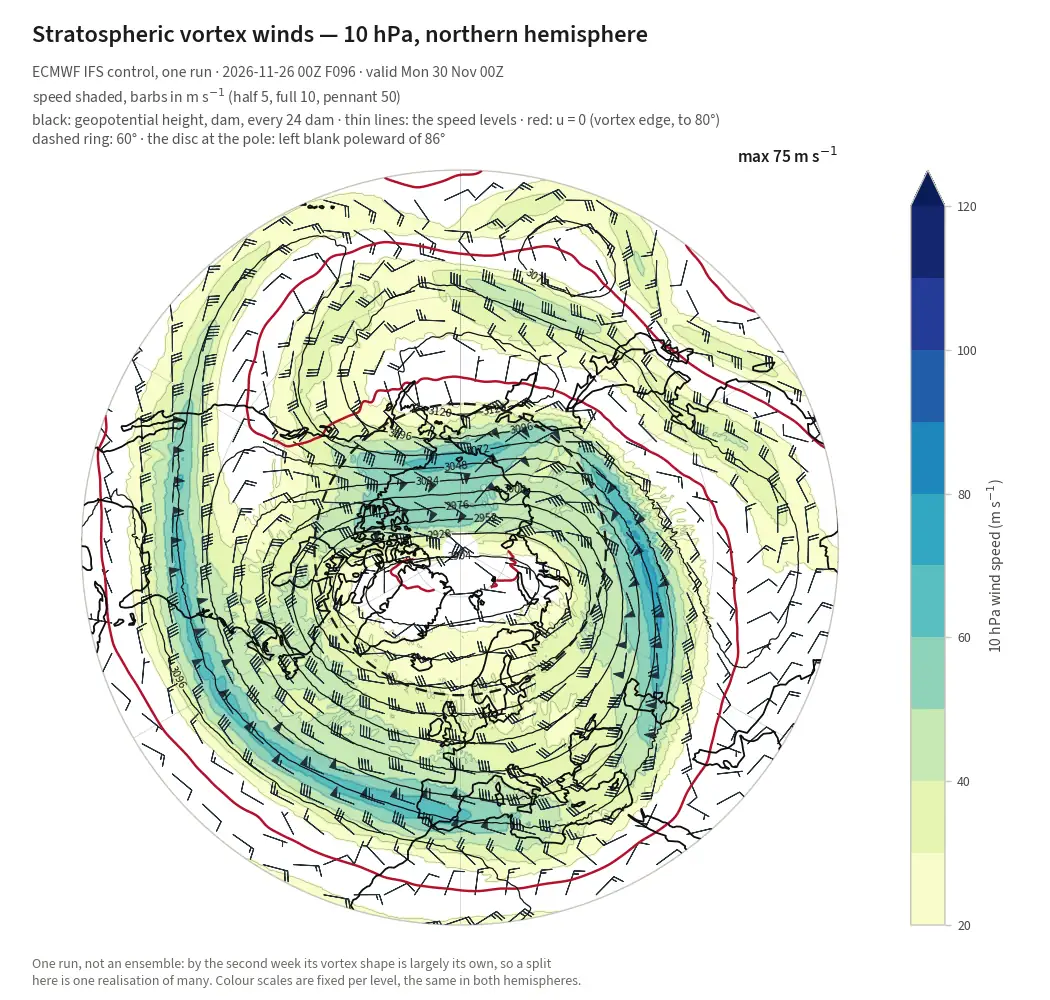 Stratospheric vortex winds — 10 hPa, northern hemisphere
ECMWF IFS control, one run · 2026-11-26 00Z F096 · valid Mon 30 Nov 00Z
speed shaded, barbs in m s⁻¹ (half 5, full 10, pennant 50)
black: geopotential height, dam, every 24 dam · thin lines: the speed levels · red: u = 0 (vortex edge, to 80°)
dashed ring: 60° · the disc at the pole: left blank poleward of 86°
max 75 m s⁻¹
120
100
80
60
40
20
10 hPa wind speed (m s⁻¹)
3120
3096
3096
3072
3048
3024
2976
2952
2928
3096
One run, not an ensemble: by the second week its vortex shape is largely its own, so a split
here is one realisation of many. Colour scales are fixed per level, the same in both hemispheres.